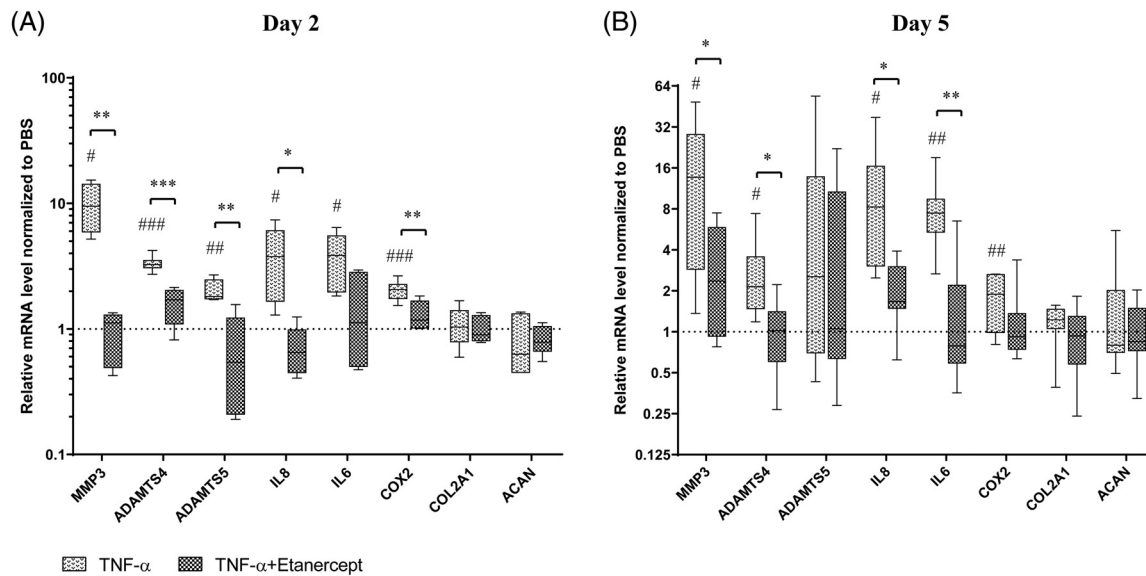 (A)
Day 2
Relative mRNA level normalized to PBS
100
10
1
0.1
#
**
###
***
##
**
#
*
#
###
**
MMP3
ADAMTS4
ADAMTS5
IL8
IL6
COX2
COL2A1
ACAN
TNF-α
TNF-α+Etanercept
(B)
Day 5
Relative mRNA level normalized to PBS
64
32
16
8
4
2
1
0.5
0.25
0.125
#
*
#
*
#
*
##
**
##
MMP3
ADAMTS4
ADAMTS5
IL8
IL6
COX2
COL2A1
ACAN